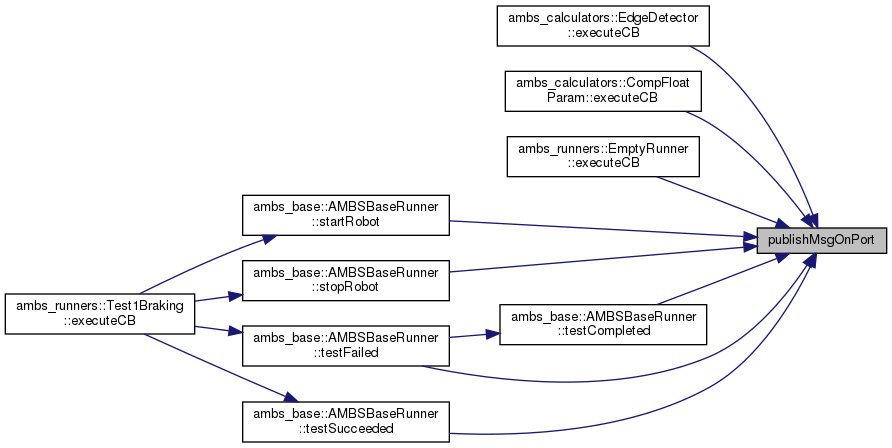 ambs_calculators::EdgeDetector
::executeCB
ambs_calculators::CompFloat
Param::executeCB
ambs_runners::EmptyRunner
::executeCB
ambs_base::AMBSBaseRunner
::startRobot
publishMsgOnPort
ambs_base::AMBSBaseRunner
::stopRobot
ambs_runners::Test1Braking
::executeCB
ambs_base::AMBSBaseRunner
::testCompleted
ambs_base::AMBSBaseRunner
::testFailed
ambs_base::AMBSBaseRunner
::testSucceeded